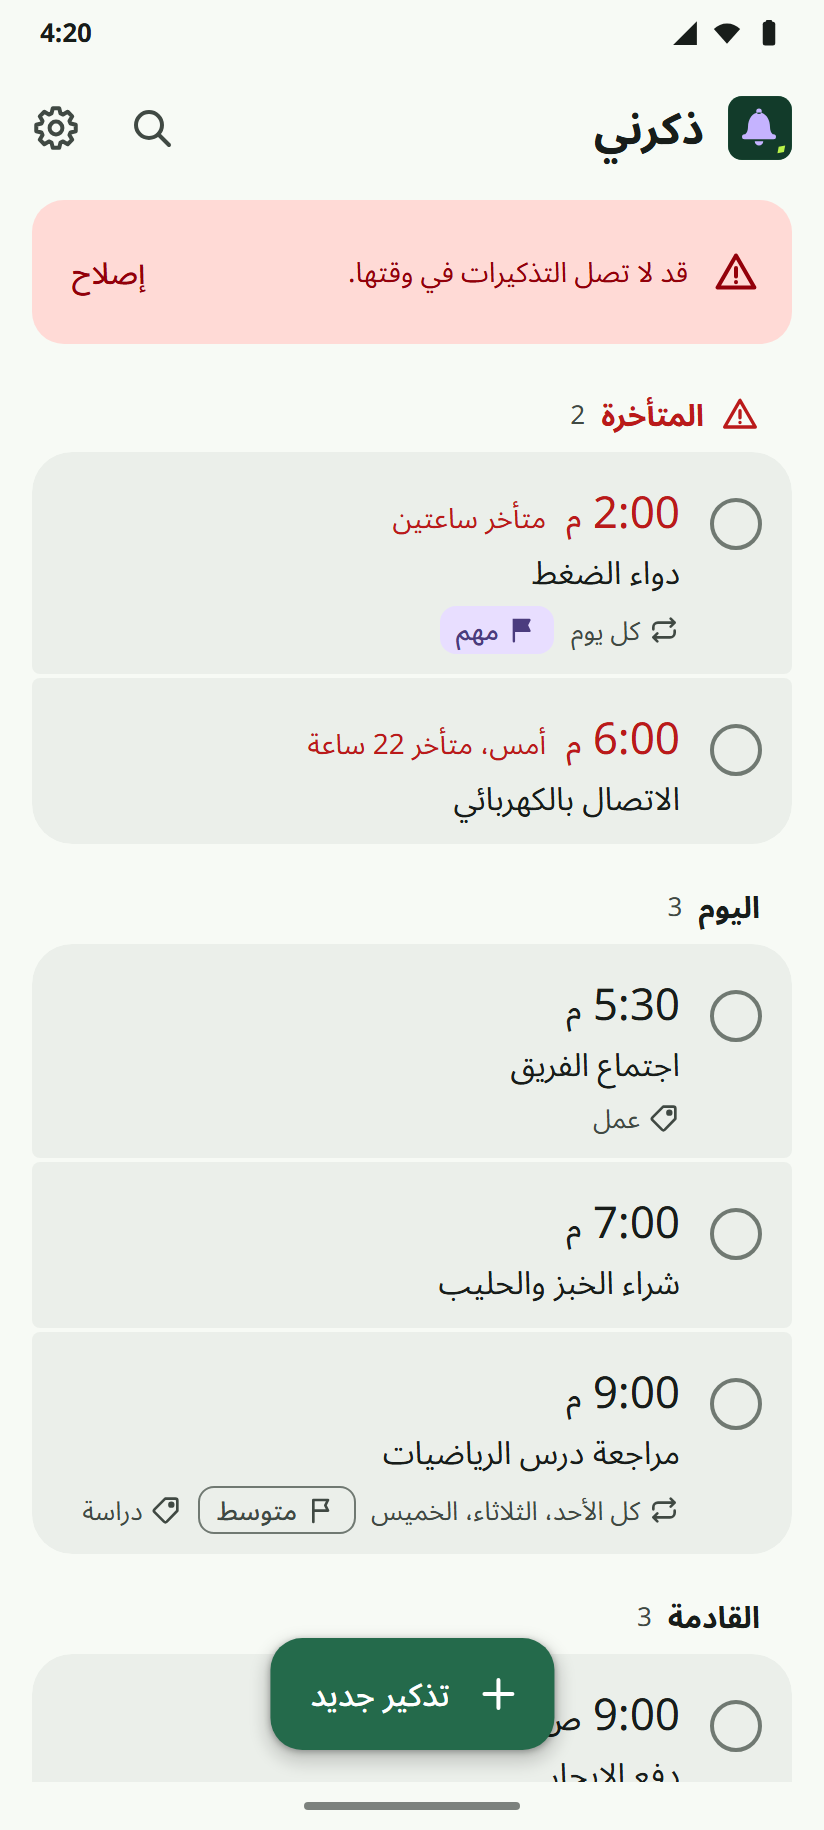 4:20
ذكرني
قد لا تصل التذكيرات في وقتها.
إصلاح
المتأخرة 2
2:00 م متأخر ساعتين
دواء الضغط
كل يوم مهم
6:00 م أمس، متأخر 22 ساعة
الاتصال بالكهربائي
اليوم 3
5:30 م
اجتماع الفريق
عمل
7:00 م
شراء الخبز والحليب
9:00 م
مراجعة درس الرياضيات
كل الأحد، الثلاثاء، الخميس متوسط دراسة
القادمة 3
9:00 ص
دفع الإيجار
تذكير جديد